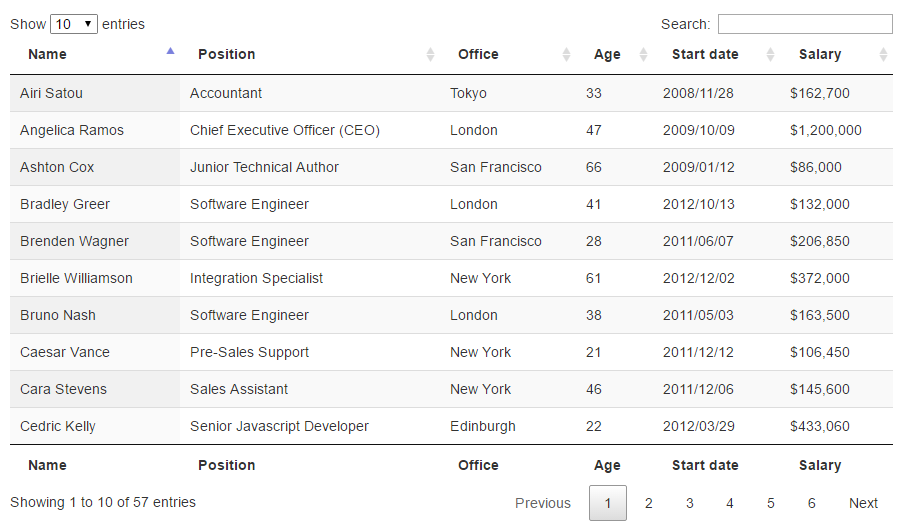 Show 10 entries Search:
Name Position Office Age Start date Salary
Airi Satou Accountant Tokyo 33 2008/11/28 $162,700
Angelica Ramos Chief Executive Officer (CEO) London 47 2009/10/09 $1,200,000
Ashton Cox Junior Technical Author San Francisco 66 2009/01/12 $86,000
Bradley Greer Software Engineer London 41 2012/10/13 $132,000
Brenden Wagner Software Engineer San Francisco 28 2011/06/07 $206,850
Brielle Williamson Integration Specialist New York 61 2012/12/02 $372,000
Bruno Nash Software Engineer London 38 2011/05/03 $163,500
Caesar Vance Pre-Sales Support New York 21 2011/12/12 $106,450
Cara Stevens Sales Assistant New York 46 2011/12/06 $145,600
Cedric Kelly Senior Javascript Developer Edinburgh 22 2012/03/29 $433,060
Name Position Office Age Start date Salary
Showing 1 to 10 of 57 entries Previous 1 2 3 4 5 6 Next